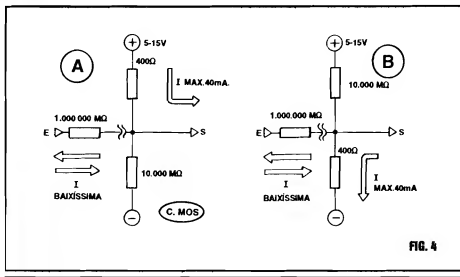 A
5-15V
400Ω
I MAX.40mA.
1.000.000 MΩ
E
S
I
BAIXÍSSIMA
10.000 MΩ
C. MOS
B
5-15V
10.000 MΩ
I
MAX.40mA
1.000.000 MΩ
E
S
I
BAIXÍSSIMA
400Ω
FIG. 4